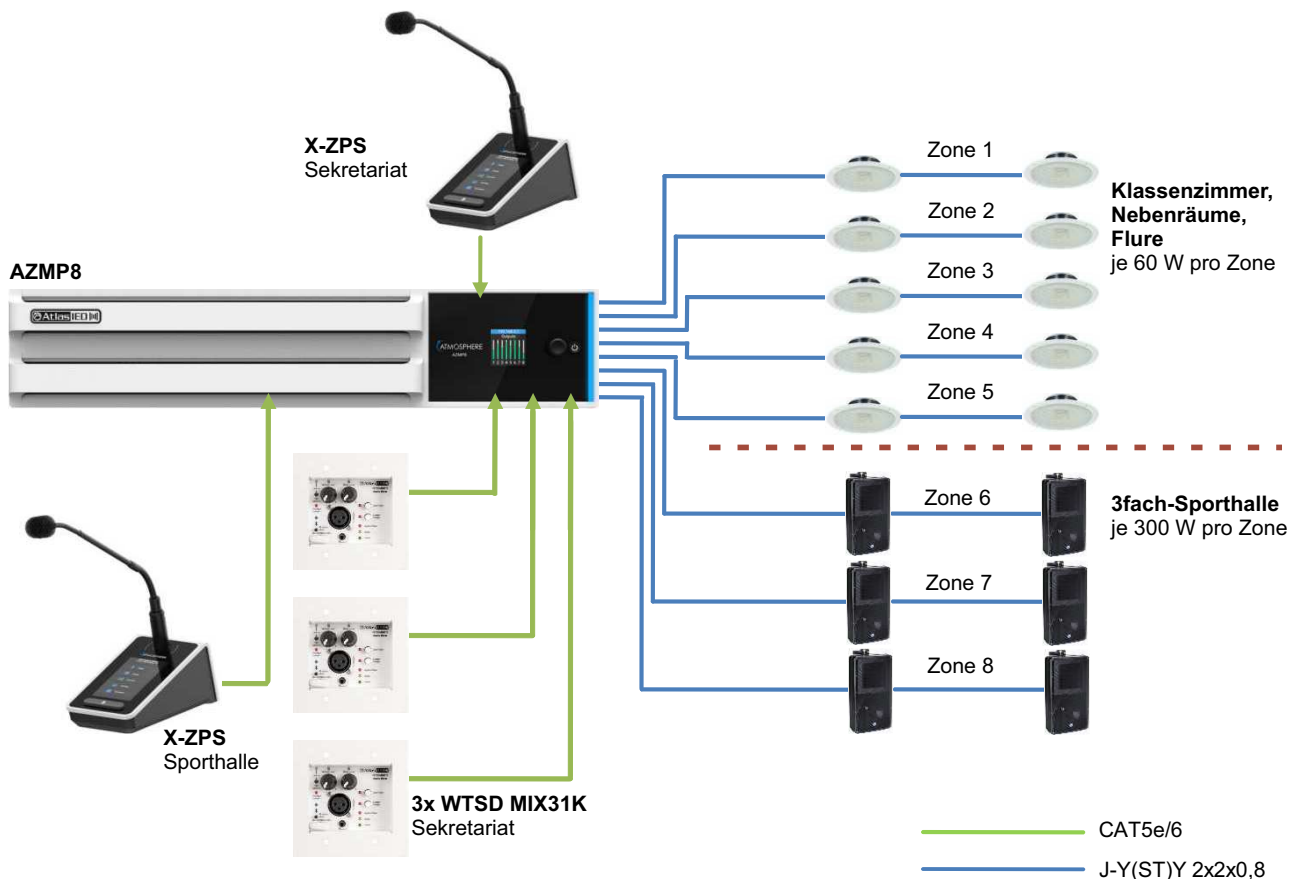 X-ZPS
Sekretariat
Zone 1
Zone 2
Zone 3
Zone 4
Zone 5
Klassenzimmer,
Nebenräume,
Flure
je 60 W pro Zone
AZMP8
Atlas IED
ATMOSPHERE
AZMP8
Zone 6
Zone 7
Zone 8
3fach-Sporthalle
je 300 W pro Zone
X-ZPS
Sporthalle
3x WTSD MIX31K
Sekretariat
CAT5e/6
J-Y(ST)Y 2x2x0,8